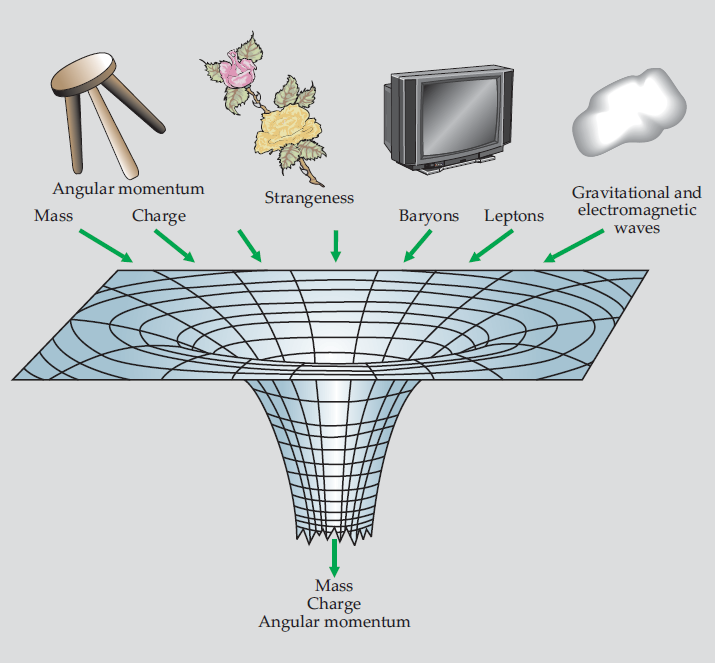 Angular momentum
Strangeness
Gravitational and
electromagnetic
waves
Mass
Charge
Baryons
Leptons
Mass
Charge
Angular momentum